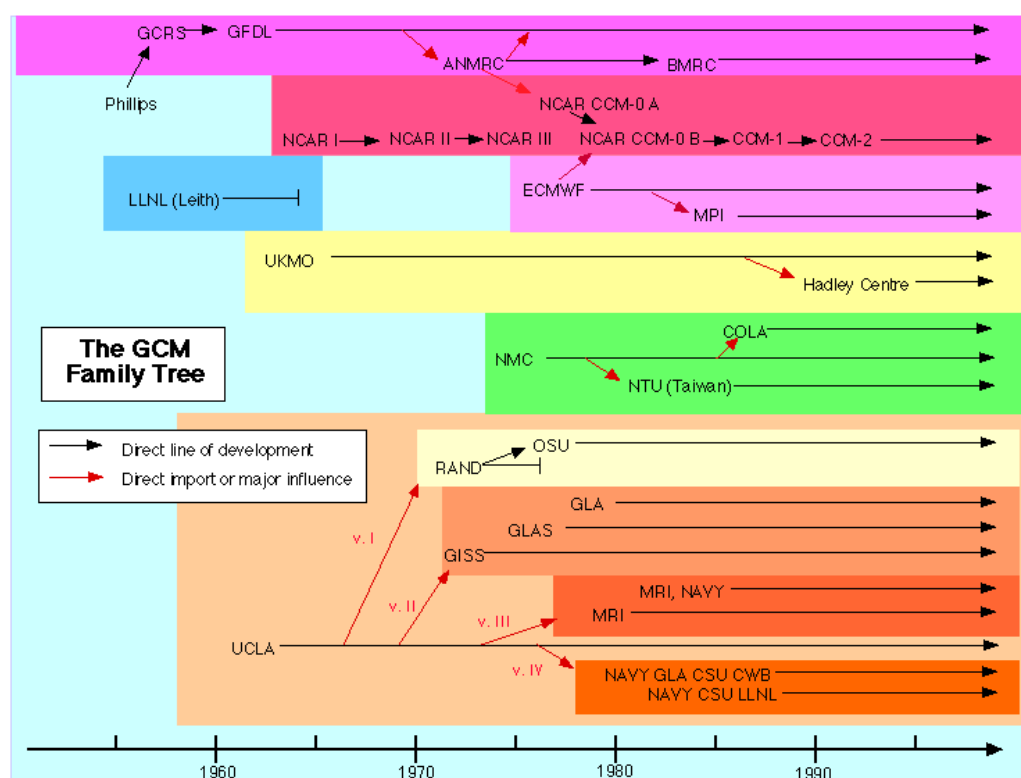 GCRS GFDL
ANMRC BMRC
Phillips
NCAR CCM-0 A
NCAR I NCAR II NCAR III NCAR CCM-0 B CCM-1 CCM-2
LLNL (Leith)
ECMWF
MPI
UKMO
Hadley Centre
The GCM
Family Tree
COLA
NMC
NTU (Taiwan)
Direct line of development
Direct import or major influence
OSU
RAND
GLA
GLAS
GISS
v. I
v. II
MRI, NAVY
MRI
v. III
UCLA
v. IV
NAVY GLA CSU CWB
NAVY CSU LLNL
1960 1970 1980 1990